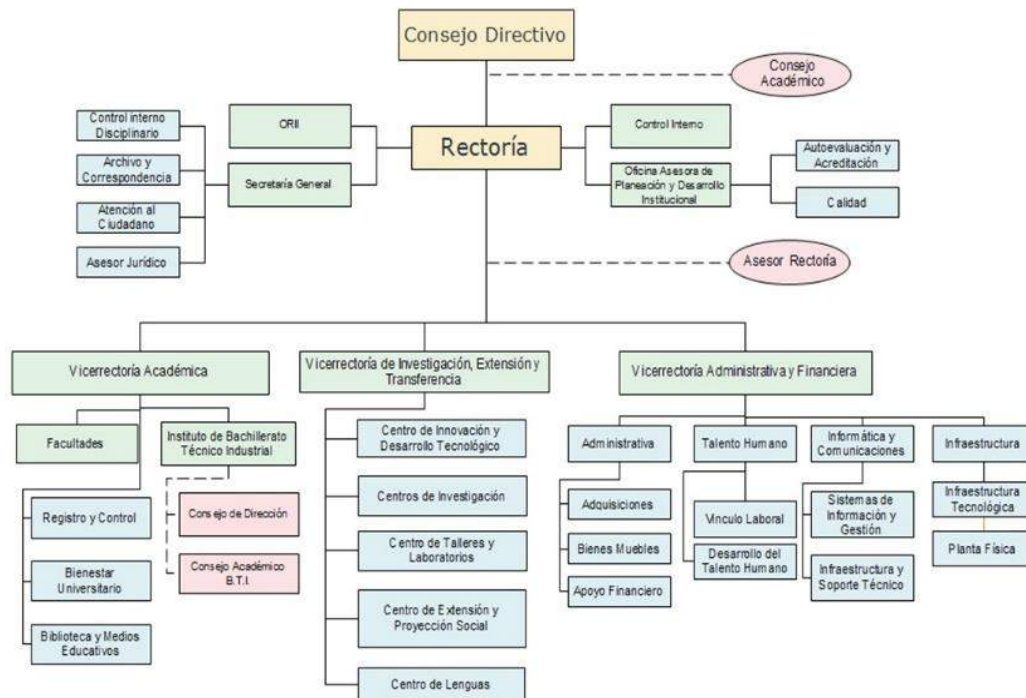 Consejo Directivo
Consejo
Académico
Control interno
Disciplinario
ORII
Rectoría
Control Interno
Autoevaluación y
Acreditación
Archivo y
Correspondencia
Secretaría General
Oficina Asesora de
Planeación y Desarrollo
Institucional
Calidad
Atención al
Ciudadano
Asesor Jurídico
Asesor Rectoría
Vicerrectoría Académica
Vicerrectoría de Investigación, Extensión y
Transferencia
Vicerrectoría Administrativa y Financiera
Facultades
Instituto de Bachillerato
Técnico Industrial
Registro y Control
Consejo de Dirección
Bienestar
Universitario
Consejo Académico
B.T.I.
Biblioteca y Medios
Educativos
Centro de Innovación y
Desarrollo Tecnológico
Centros de Investigación
Centro de Talleres y
Laboratorios
Centro de Extensión y
Proyección Social
Centro de Lenguas
Administrativa
Adquisiciones
Bienes Muebles
Apoyo Financiero
Talento Humano
Vínculo Laboral
Desarrollo del
Talento Humano
Informática y
Comunicaciones
Sistemas de
Información y
Gestión
Infraestructura y
Soporte Técnico
Infraestructura
Infraestructura
Tecnológica
Planta Física